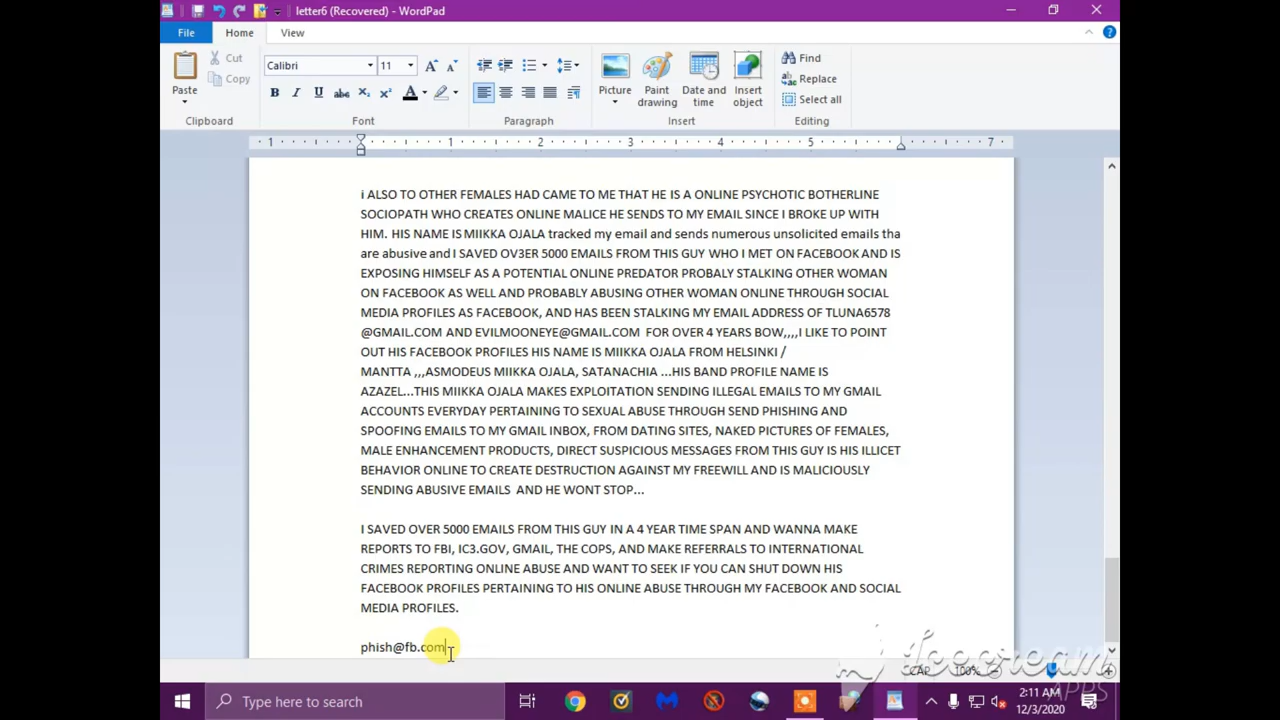 letter6 (Recovered) - WordPad
File Home View
Paste
Cut
Copy
Clipboard
Calibri 11
Font
Paragraph
Picture
Paint drawing
Date and time
Insert object
Insert
Find
Replace
Select all
Editing
1 1 2 3 4 5 7
i ALSO TO OTHER FEMALES HAD CAME TO ME THAT HE IS A ONLINE PSYCHOTIC BOTHERLINE
SOCIOPATH WHO CREATES ONLINE MALICE HE SENDS TO MY EMAIL SINCE I BROKE UP WITH
HIM. HIS NAME IS MIIKKA OJALA tracked my email and sends numerous unsolicited emails tha
are abusive and I SAVED OV3ER 5000 EMAILS FROM THIS GUY WHO I MET ON FACEBOOK AND IS
EXPOSING HIMSELF AS A POTENTIAL ONLINE PREDATOR PROBALY STALKING OTHER WOMAN
ON FACEBOOK AS WELL AND PROBABLY ABUSING OTHER WOMAN ONLINE THROUGH SOCIAL
MEDIA PROFILES AS FACEBOOK, AND HAS BEEN STALKING MY EMAIL ADDRESS OF TLUNA6578
@GMAIL.COM AND EVILMOONEYE@GMAIL.COM  FOR OVER 4 YEARS BOW,,,,I LIKE TO POINT
OUT HIS FACEBOOK PROFILES HIS NAME IS MIIKKA OJALA FROM HELSINKI /
MANTTA ,,,ASMODEUS MIIKKA OJALA, SATANACHIA ...HIS BAND PROFILE NAME IS
AZAZEL...THIS MIIKKA OJALA MAKES EXPLOITATION SENDING ILLEGAL EMAILS TO MY GMAIL
ACCOUNTS EVERYDAY PERTAINING TO SEXUAL ABUSE THROUGH SEND PHISHING AND
SPOOFING EMAILS TO MY GMAIL INBOX, FROM DATING SITES, NAKED PICTURES OF FEMALES,
MALE ENHANCEMENT PRODUCTS, DIRECT SUSPICIOUS MESSAGES FROM THIS GUY IS HIS ILLICET
BEHAVIOR ONLINE TO CREATE DESTRUCTION AGAINST MY FREEWILL AND IS MALICIOUSLY
SENDING ABUSIVE EMAILS  AND HE WONT STOP...
I SAVED OVER 5000 EMAILS FROM THIS GUY IN A 4 YEAR TIME SPAN AND WANNA MAKE
REPORTS TO FBI, IC3.GOV, GMAIL, THE COPS, AND MAKE REFERRALS TO INTERNATIONAL
CRIMES REPORTING ONLINE ABUSE AND WANT TO SEEK IF YOU CAN SHUT DOWN HIS
FACEBOOK PROFILES PERTAINING TO HIS ONLINE ABUSE THROUGH MY FACEBOOK AND SOCIAL
MEDIA PROFILES.
phish@fb.com
Icecream
APPS
CAP 100%
Type here to search
2:11 AM
12/3/2020